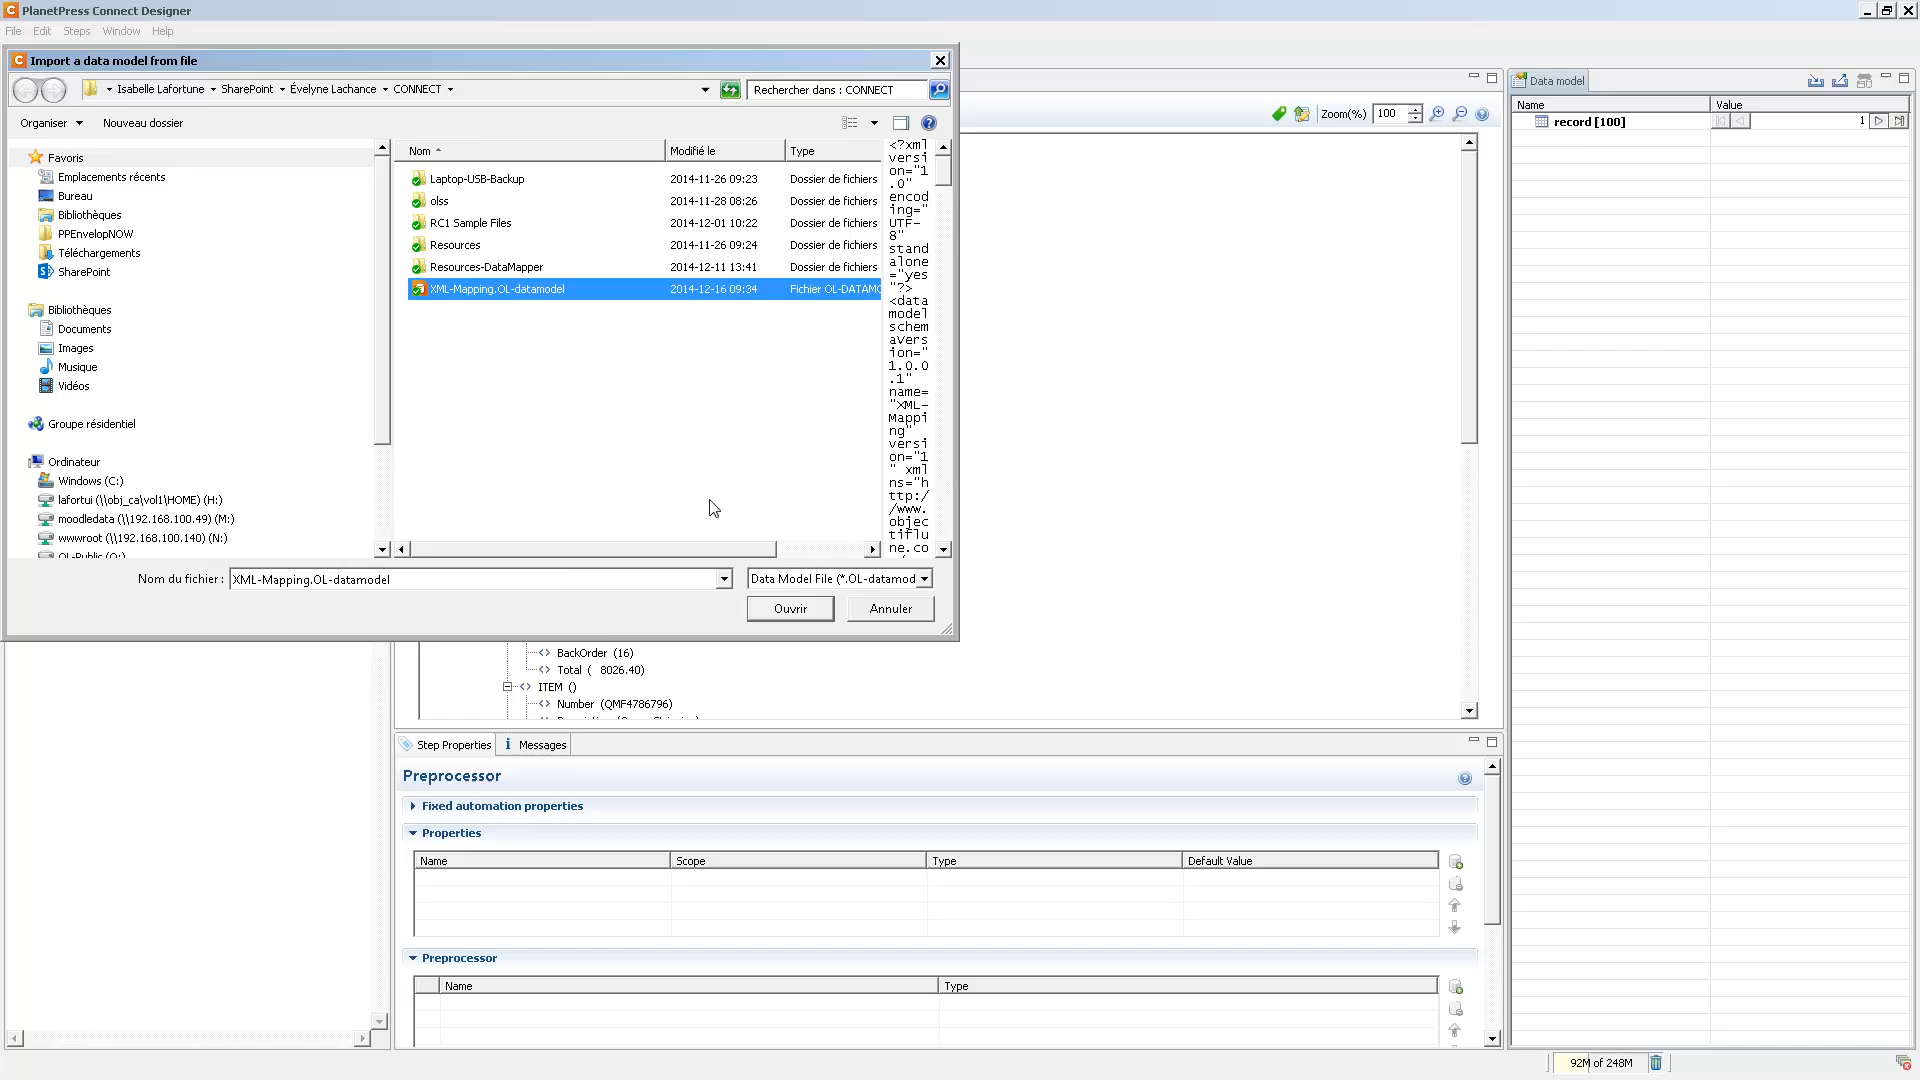 PlanetPress Connect Designer
File Edit Steps Window Help
Import a data model from file
Isabelle Lafortune SharePoint Évelyne Lachance CONNECT
Rechercher dans : CONNECT
Organiser Nouveau dossier
Favoris
Emplacements récents
Bureau
Bibliothèques
PPEnvelopNOW
Téléchargements
SharePoint
Bibliothèques
Documents
Images
Musique
Vidéos
Groupe résidentiel
Ordinateur
Windows (C:)
lafortui (\\obj_ca\vol1\HOME) (H:)
moodledata (\\192.168.100.49) (M:)
wwwroot (\\192.168.100.140) (N:)
OL-Public (O:)
Nom Modifié le Type
Laptop-USB-Backup 2014-11-26 09:23 Dossier de fichiers
olss 2014-11-28 08:26 Dossier de fichiers
RC1 Sample Files 2014-12-01 10:22 Dossier de fichiers
Resources 2014-11-26 09:24 Dossier de fichiers
Resources-DataMapper 2014-12-11 13:41 Dossier de fichiers
XML-Mapping.OL-datamodel 2014-12-16 09:34 Fichier OL-DATAMO
<?xml
versi
on="1
.0"
encod
ing="
UTF-
8"
stand
alone
="yes
"?>
<data
model
schem
aVersi
ion="
1.0.0
.1"
name=
"XML-
Mappi
ng"
versi
on="1
" xml
ns="h
ttp:/
/www.
objec
tiflu
ne.co
Nom du fichier : XML-Mapping.OL-datamodel
Data Model File (*.OL-datamod
Ouvrir Annuler
Zoom(%) 100
BackOrder (16)
Total ( 8026.40)
ITEM ()
Number (QMF4786796)
Step Properties Messages
Preprocessor
Fixed automation properties
Properties
Name Scope Type Default Value
Preprocessor
Name Type
Data model
Name Value
record [100] 1
92M of 248M